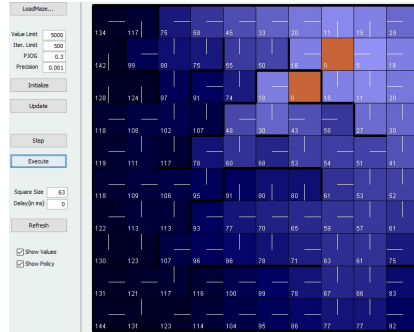 LoadMaze...
Value Limit 5000
Iter. Limit 500
PJOG 0.3
Precision 0.001
Initialize
Update
Step
Execute
Square Size 63
Delay(in ms) 0
Refresh
Show Values
Show Policy
134 117 75 58 45 33 20 11 15 29
142 99 80 75 55 50 16 0 5 16
128 124 97 91 74 18 0 11 11 20
118 108 102 107 48 30 43 58 27 30
119 111 117 78 60 68 53 54 51 41
118 109 106 95 91 80 80 61 58 53
122 113 113 93 77 70 65 59 57 61
130 123 107 96 86 78 71 63 61 75
131 121 117 116 100 89 78 67 66 83
144 131 123 114 104 95 86 77 77 92